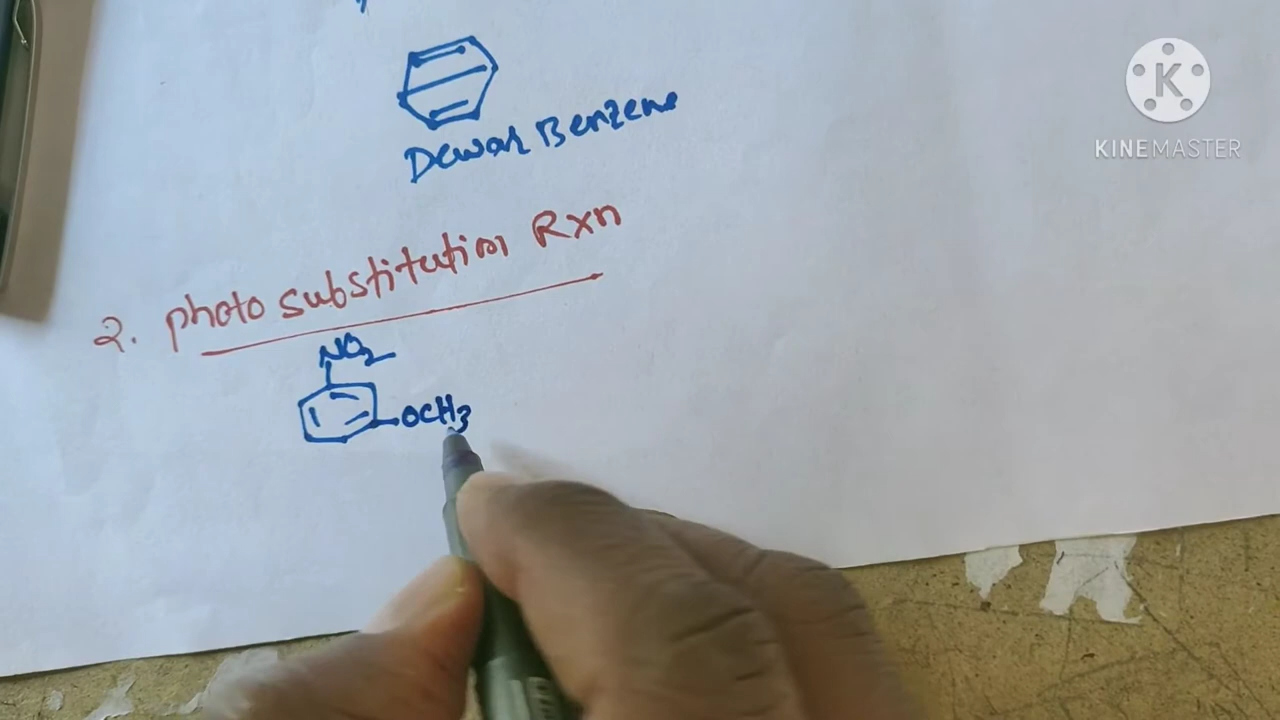 K
KINEMASTER
Dewar Benzene
2. photo substitution Rxn
NO2
OCH3